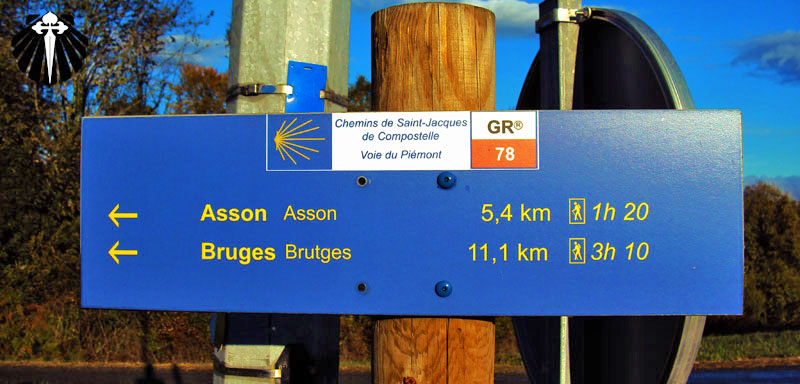 Chemins de Saint-Jacques
de Compostelle
Voie du Piémont
GR®
78
← Asson Asson 5,4 km 1h 20
← Bruges Brutges 11,1 km 3h 10